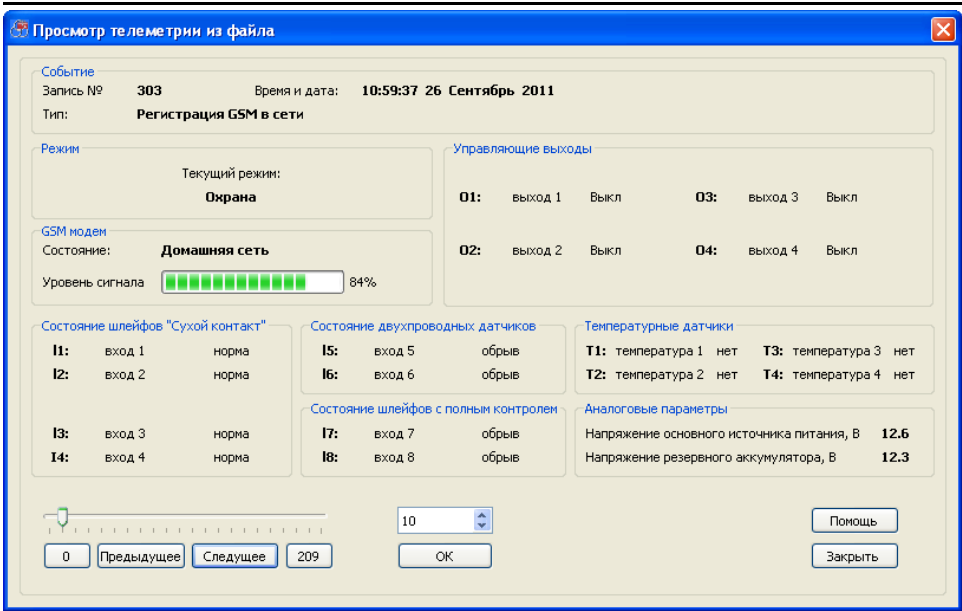 Просмотр телеметрии из файла
Событие
Запись № 303 Время и дата: 10:59:37 26 Сентябрь 2011
Тип: Регистрация GSM в сети
Режим
Текущий режим:
Охрана
Управляющие выходы
O1: выход 1 Выкл O3: выход 3 Выкл
O2: выход 2 Выкл O4: выход 4 Выкл
GSM модем
Состояние: Домашняя сеть
Уровень сигнала 84%
Состояние шлейфов "Сухой контакт"
I1: вход 1 норма
I2: вход 2 норма
I3: вход 3 норма
I4: вход 4 норма
Состояние двухпроводных датчиков
I5: вход 5 обрыв
I6: вход 6 обрыв
Состояние шлейфов с полным контролем
I7: вход 7 обрыв
I8: вход 8 обрыв
Температурные датчики
T1: температура 1 нет T3: температура 3 нет
T2: температура 2 нет T4: температура 4 нет
Аналоговые параметры
Напряжение основного источника питания, В 12.6
Напряжение резервного аккумулятора, В 12.3
10
Помощь
0 Предыдущее Следущее 209 OK Закрыть